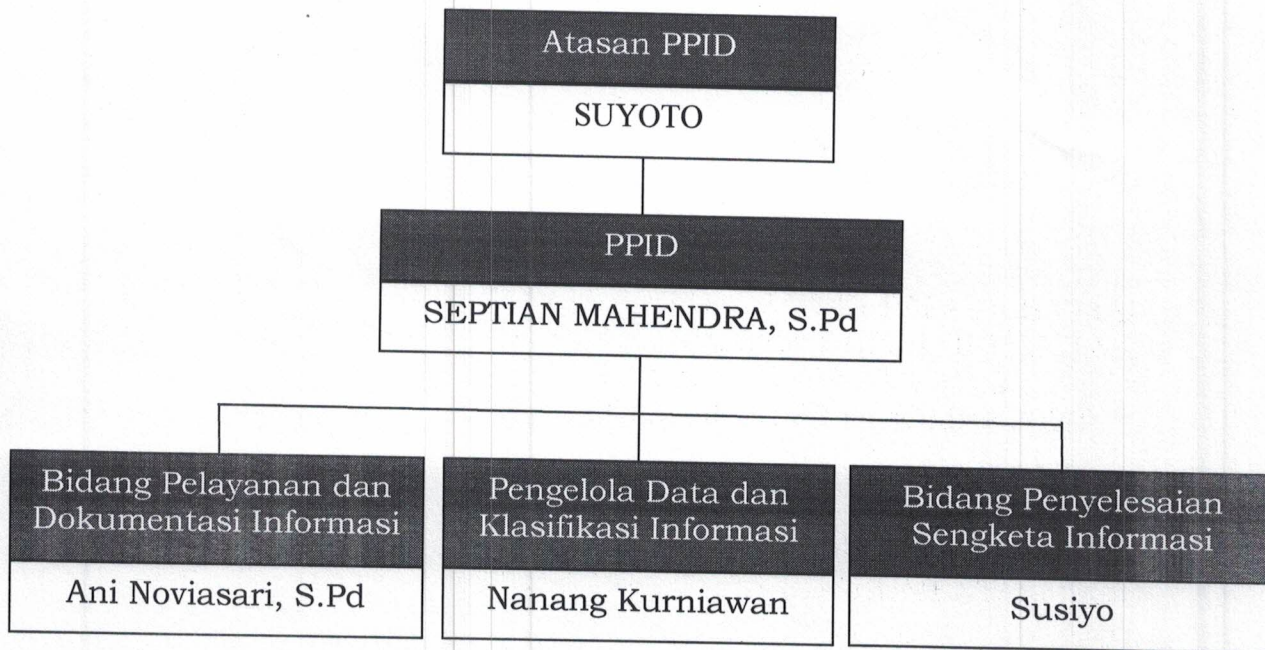 Atasan PPID
SUYOTO
PPID
SEPTIAN MAHENDRA, S.Pd
Bidang Pelayanan dan
Dokumentasi Informasi
Ani Noviasari, S.Pd
Pengelola Data dan
Klasifikasi Informasi
Nanang Kurniawan
Bidang Penyelesaian
Sengketa Informasi
Susiyo